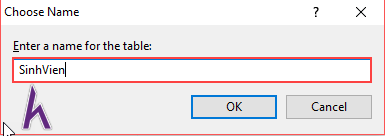 Choose Name
? ×
Enter a name for the table:
SinhVien
OK Cancel